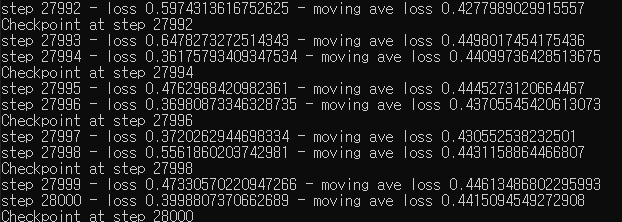 step 27992 - loss 0.5974313616752625 - moving ave loss 0.4277989029915557
Checkpoint at step 27992
step 27993 - loss 0.6478273272514343 - moving ave loss 0.4498017454175436
step 27994 - loss 0.36175793409347534 - moving ave loss 0.44099736428513675
Checkpoint at step 27994
step 27995 - loss 0.4762968420982361 - moving ave loss 0.4445273120664467
step 27996 - loss 0.36980873346328735 - moving ave loss 0.43705545420613073
Checkpoint at step 27996
step 27997 - loss 0.3720262944698334 - moving ave loss 0.430552538232501
step 27998 - loss 0.5561860203742981 - moving ave loss 0.4431158864466807
Checkpoint at step 27998
step 27999 - loss 0.47330570220947266 - moving ave loss 0.44613486802295993
step 28000 - loss 0.3998807370662689 - moving ave loss 0.4415094549272908
Checkpoint at step 28000